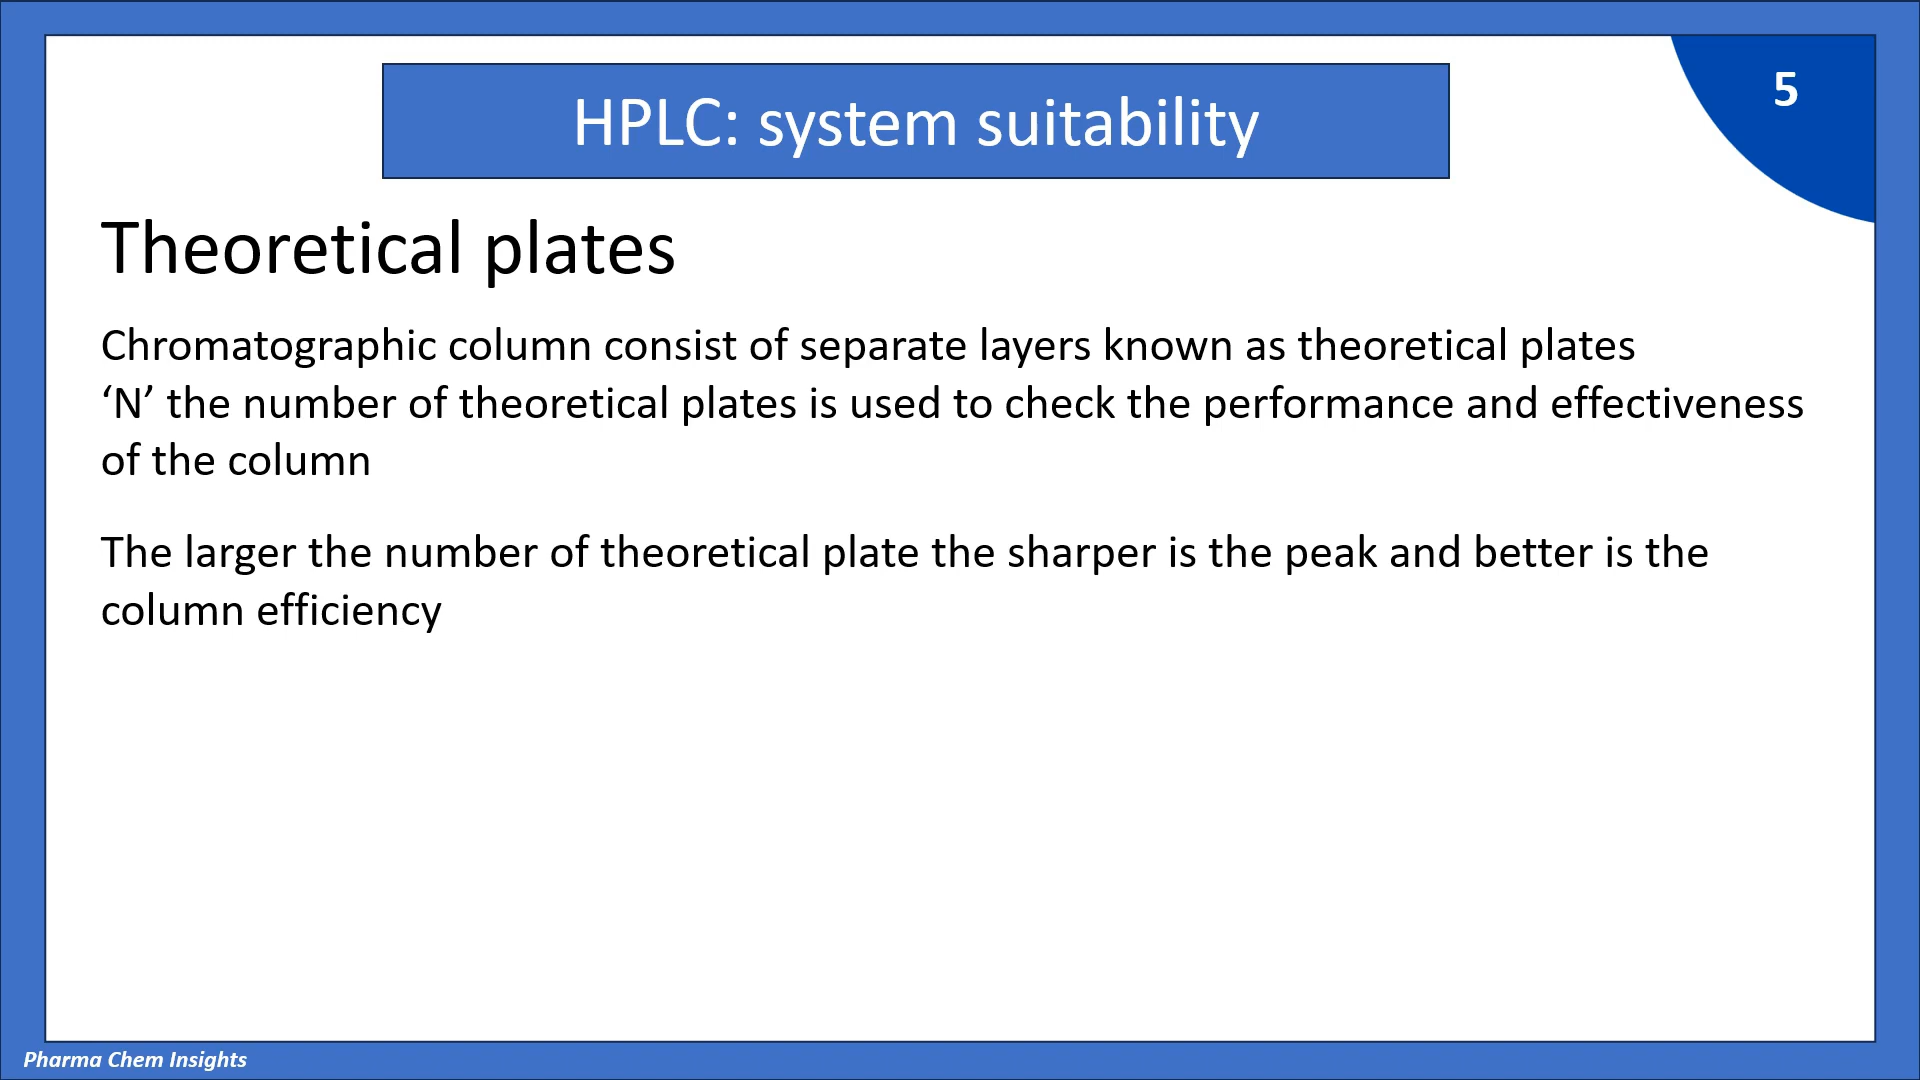 HPLC: system suitability
5
Theoretical plates
Chromatographic column consist of separate layers known as theoretical plates
‘N’ the number of theoretical plates is used to check the performance and effectiveness
of the column
The larger the number of theoretical plate the sharper is the peak and better is the
column efficiency
Pharma Chem Insights